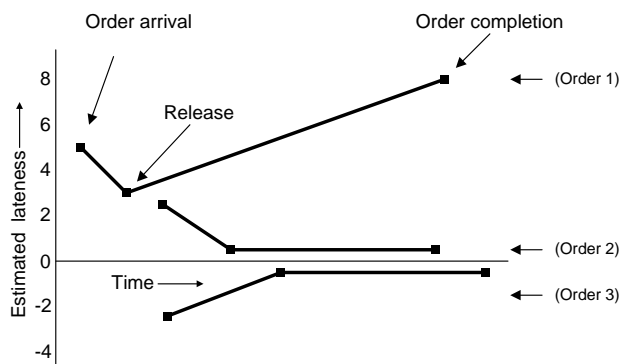 Order arrival
Order completion
8
(Order 1)
6
Release
4
Estimated lateness
2
(Order 2)
0
Time
(Order 3)
-2
-4